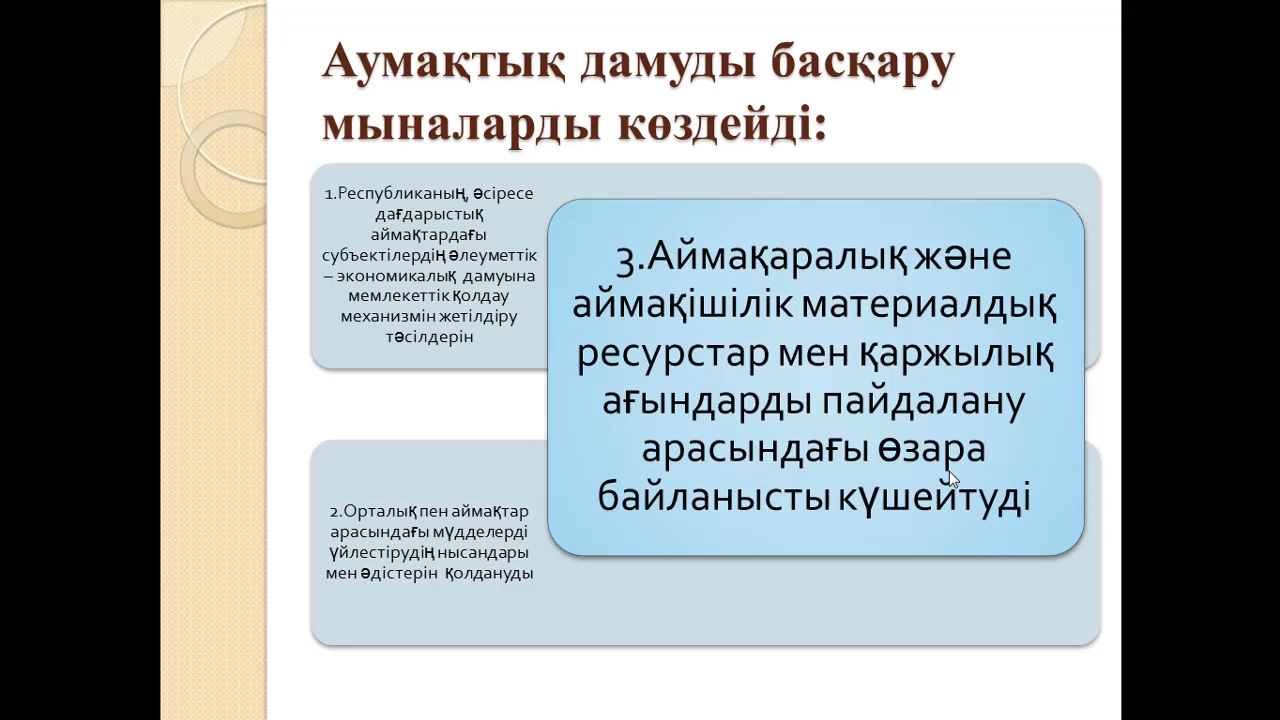 Аумақтық дамуды басқару
мыналарды көздейді:
1.Республиканың, әсіресе
дағдарыстық
аймақтардағы
субъектілердің әлеуметтік
– экономикалық дамуына
мемлекеттік қолдау
механизмін жетілдіру
тәсілдерін
2.Орталық пен аймақтар
арасындағы мүдделерді
үйлестірудің нысандары
мен әдістерін қолдануды
3.Аймақаралық және
аймақішілік материалдық
ресурстар мен қаржылық
ағындарды пайдалану
арасындағы өзара
байланысты күшейтуді